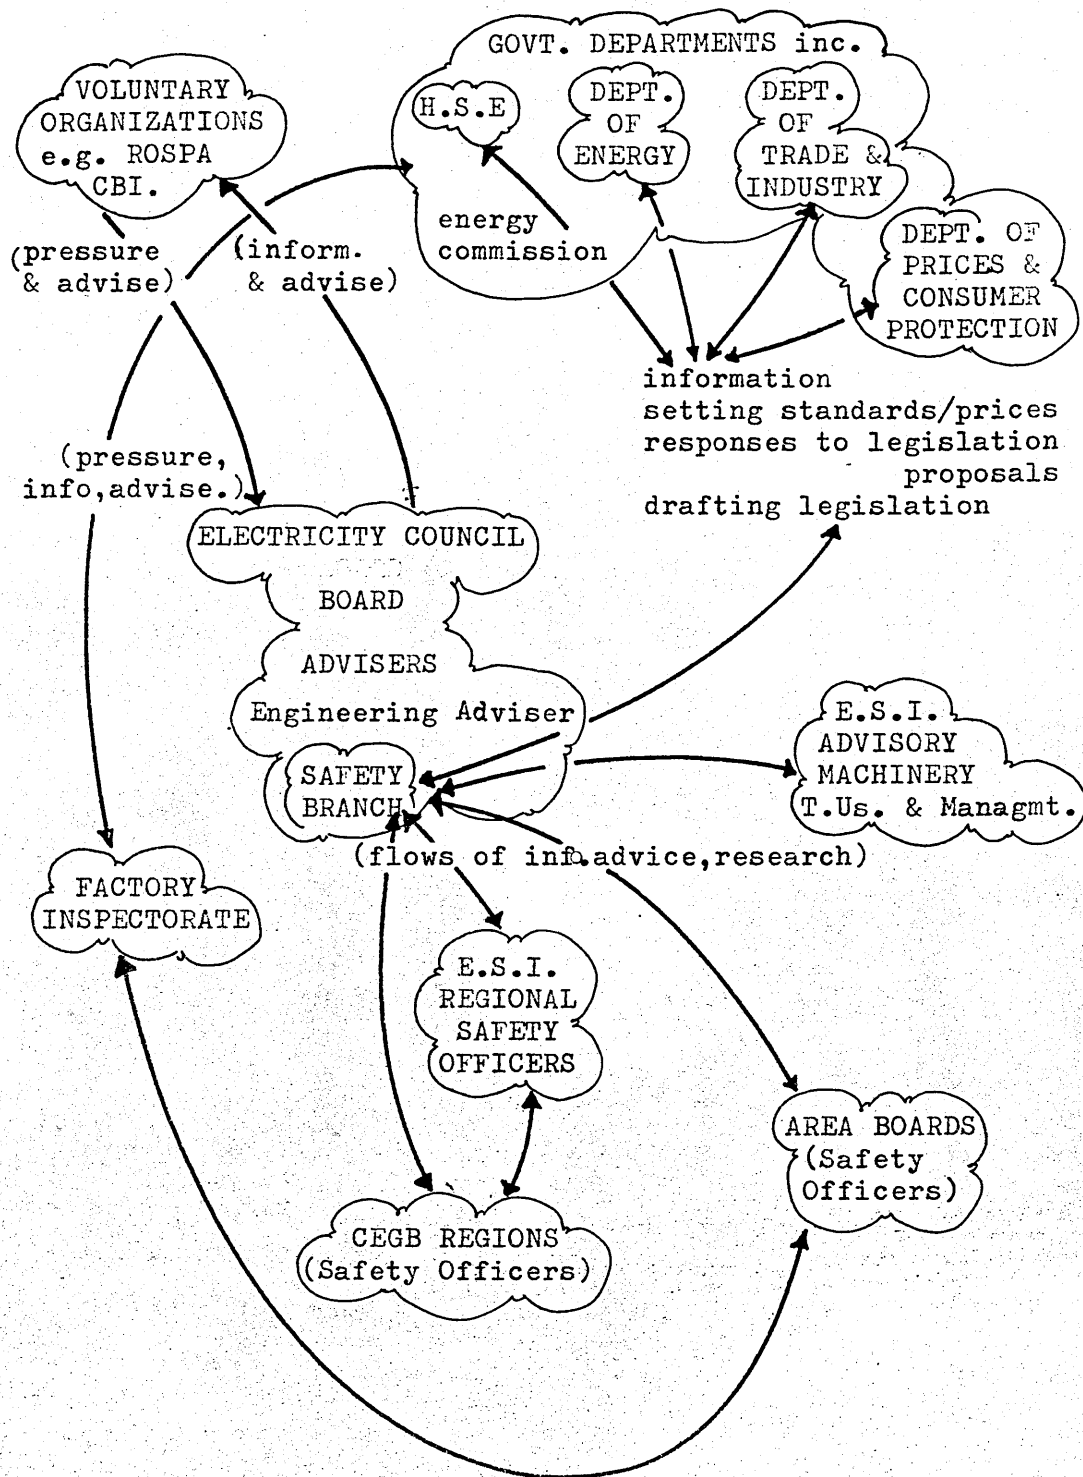 GOVT. DEPARTMENTS inc.
VOLUNTARY
ORGANIZATIONS
e.g. ROSPA
CBI.
H.S.E
DEPT.
OF
ENERGY
DEPT.
OF
TRADE &
INDUSTRY
DEPT. OF
PRICES &
CONSUMER
PROTECTION
energy
commission
(pressure
& advise)
(inform.
& advise)
information
setting standards/prices
responses to legislation
proposals
drafting legislation
(pressure,
info,advise.)
ELECTRICITY COUNCIL
BOARD
ADVISERS
Engineering Adviser
SAFETY
BRANCH
E.S.I.
ADVISORY
MACHINERY
T.Us. & Managmt.
(flows of info.advice,research)
FACTORY
INSPECTORATE
E.S.I.
REGIONAL
SAFETY
OFFICERS
AREA BOARDS
(Safety
Officers)
CEGB REGIONS
(Safety Officers)